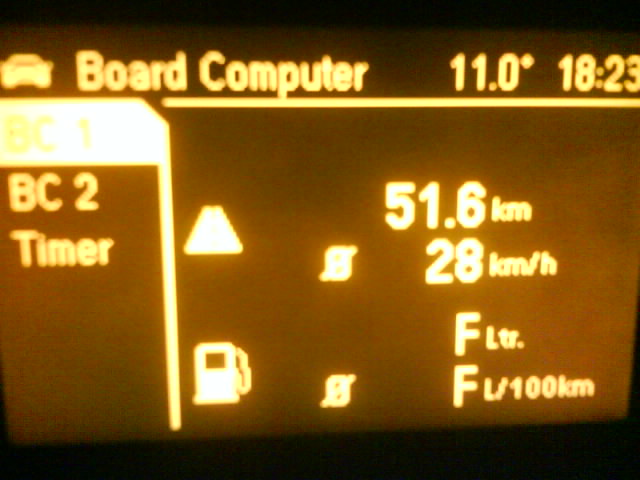 Board Computer 11.0° 18:23
BC 1
BC 2
Timer
51.6 km
Ø 28 km/h
F Ltr.
Ø F L/100km